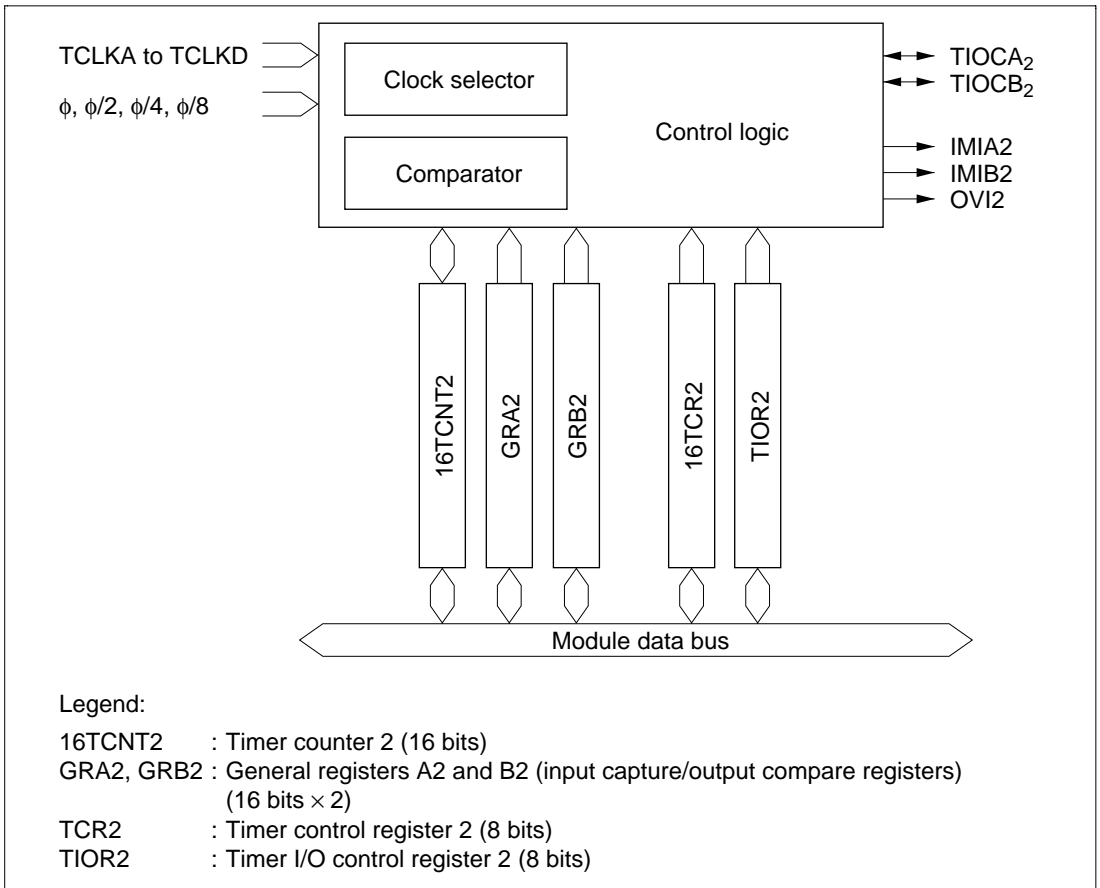 TCLKA to TCLKD
ϕ, ϕ/2, ϕ/4, ϕ/8
Clock selector
Comparator
Control logic
TIOCA2
TIOCB2
IMIA2
IMIB2
OVI2
16TCNT2
GRA2
GRB2
16TCR2
TIOR2
Module data bus
Legend:
16TCNT2 : Timer counter 2 (16 bits)
GRA2, GRB2 : General registers A2 and B2 (input capture/output compare registers)
(16 bits × 2)
TCR2 : Timer control register 2 (8 bits)
TIOR2 : Timer I/O control register 2 (8 bits)